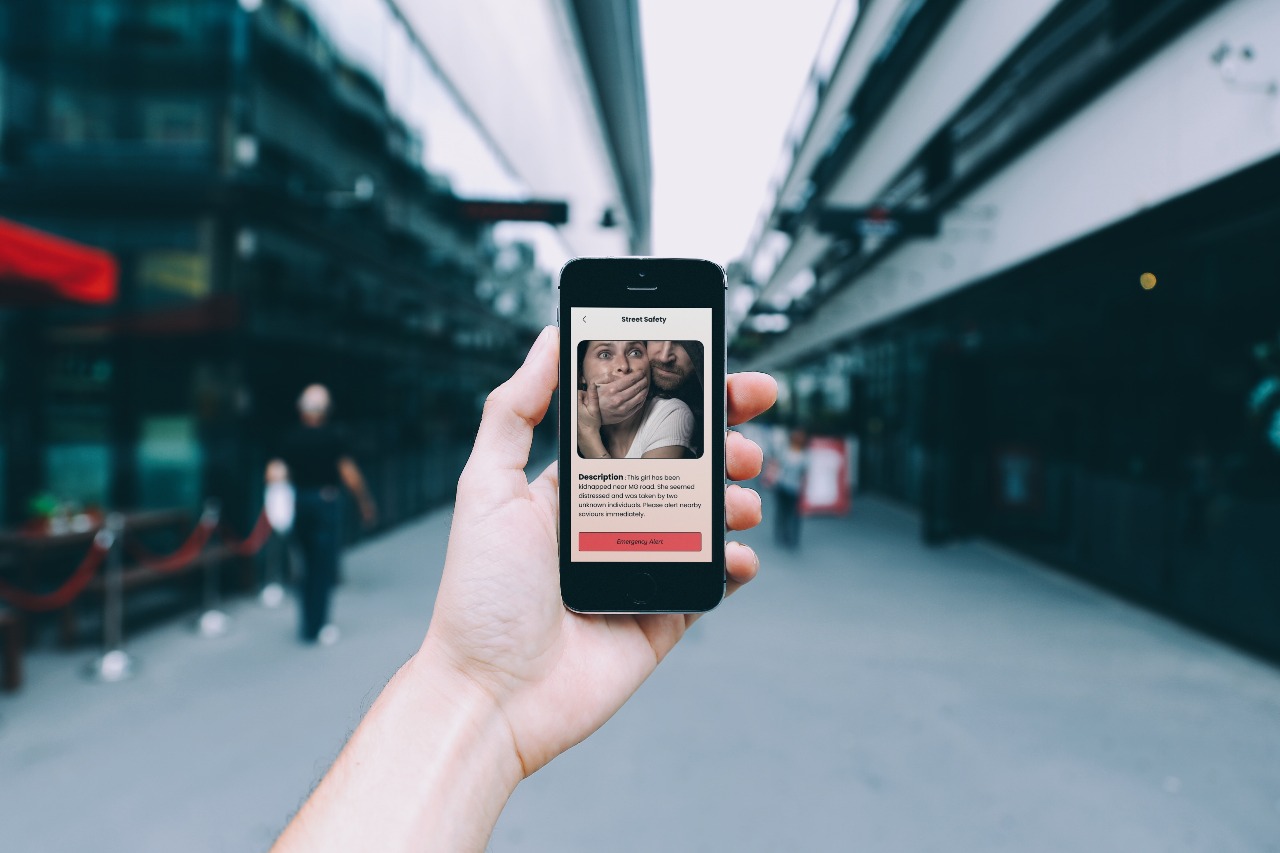 Street Safety
Description : This girl has been
kidnapped near MG road. She seemed
distressed and was taken by two
unknown individuals. Please alert nearby
saviours immediately.
Emergency Alert